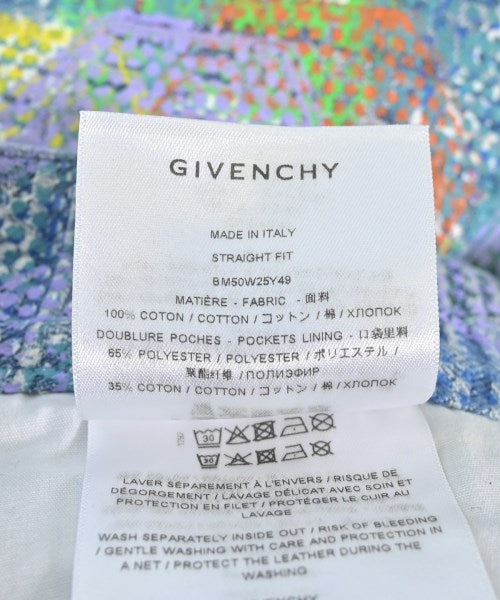 GIVENCHY
MADE IN ITALY
STRAIGHT FIT
BM50W25Y49
MATIÈRE - FABRIC - 面料
100% COTON / COTTON / コットン / 棉 / ХЛОПОК
DOUBLURE POCHES - POCKETS LINING - 口袋里料
65% POLYESTER / POLYESTER / ポリエステル /
聚酯纤维 / ПОЛИЭФИР
35% COTON / COTTON / コットン / 棉 / ХЛОПОК
30
30
LAVER SÉPAREMENT À L'ENVERS / RISQUE DE
DÉGORGEMENT / LAVAGE DÉLICAT AVEC SOIN ET
PROTECTION EN FILET / PROTÉGER LE CUIR AU
LAVAGE
WASH SEPARATELY INSIDE OUT / RISK OF BLEEDING
/ GENTLE WASHING WITH CARE AND PROTECTION IN
A NET / PROTECT THE LEATHER DURING THE
WASHING